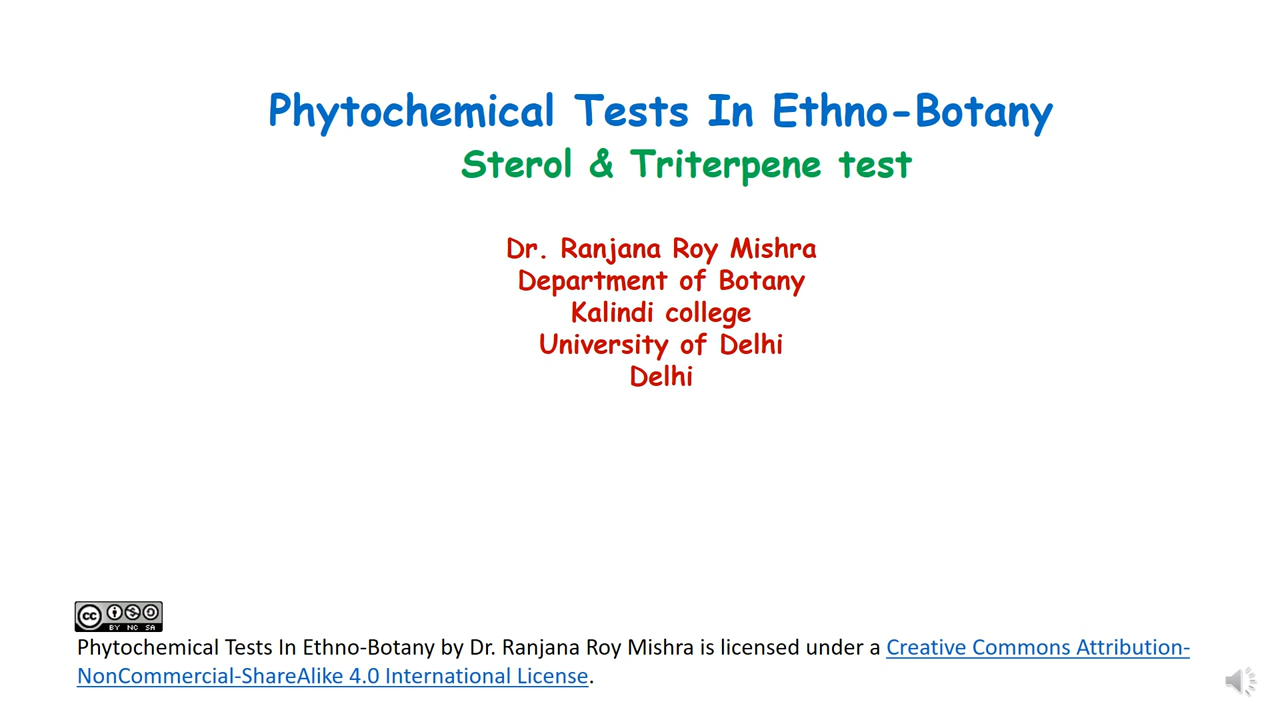 Phytochemical Tests In Ethno-Botany
Sterol & Triterpene test
Dr. Ranjana Roy Mishra
Department of Botany
Kalindi college
University of Delhi
Delhi
cc
BY NC SA
Phytochemical Tests In Ethno-Botany by Dr. Ranjana Roy Mishra is licensed under a Creative Commons Attribution-
NonCommercial-ShareAlike 4.0 International License.